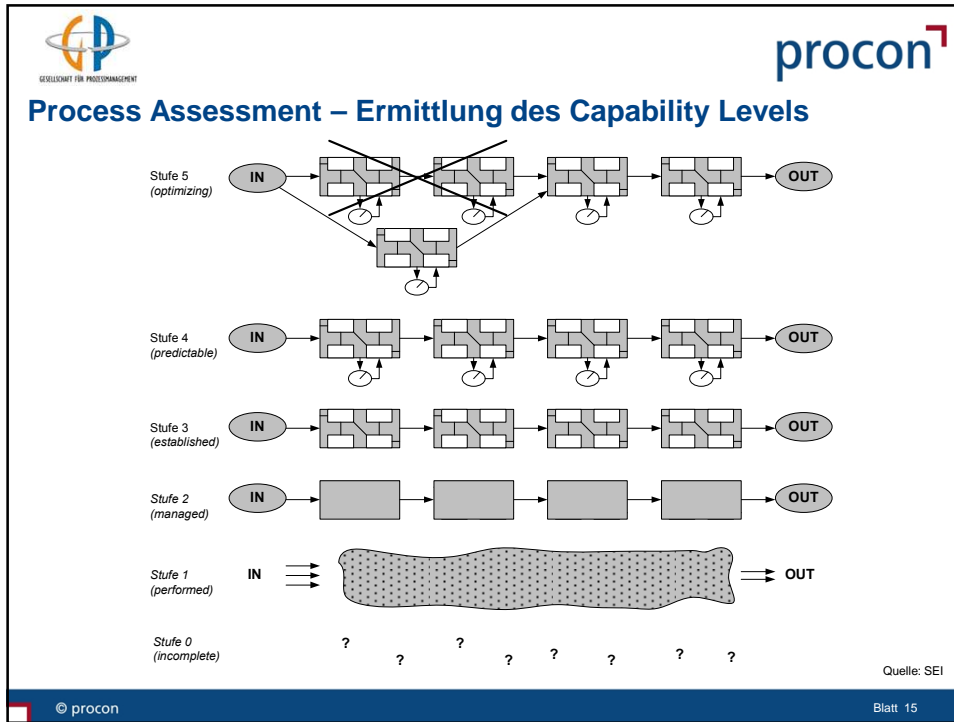 GP
GESELLSCHAFT FÜR PROZESSMANAGEMENT
procon
Process Assessment – Ermittlung des Capability Levels
Stufe 5
(optimizing)
IN
OUT
Stufe 4
(predictable)
IN
OUT
Stufe 3
(established)
IN
OUT
Stufe 2
(managed)
IN
OUT
Stufe 1
(performed)
IN
OUT
Stufe 0
(incomplete)
? ? ? ? ? ? ? ?
Quelle: SEI
© procon
Blatt 15